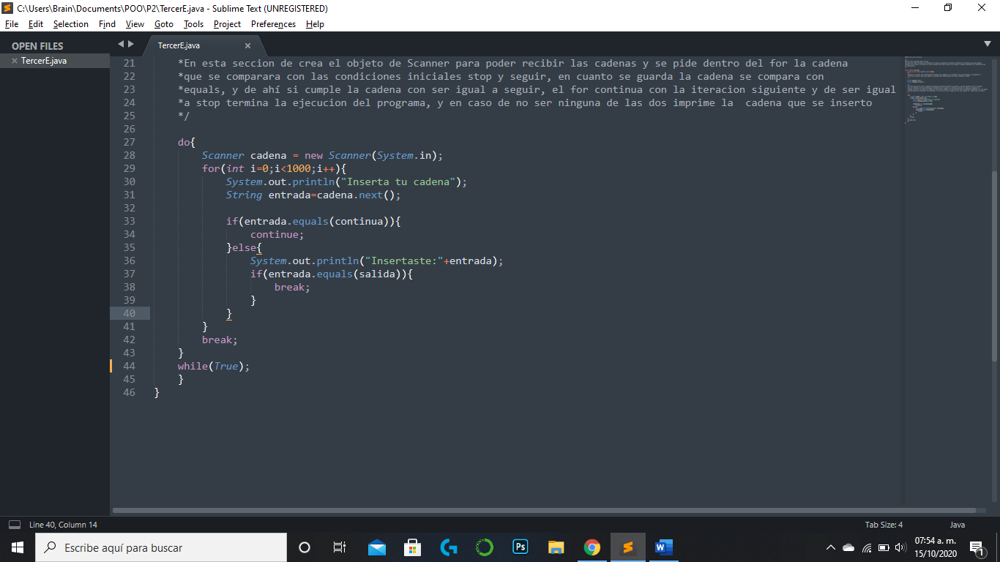 C:\Users\Brain\Documents\POO\P2\TercerE.java - Sublime Text (UNREGISTERED)
File Edit Selection Find View Goto Tools Project Preferences Help
OPEN FILES
TercerE.java
TercerE.java
21 *En esta seccion de crea el objeto de Scanner para poder recibir las cadenas y se pide dentro del for la cadena
22 *que se comparara con las condiciones iniciales stop y seguir, en cuanto se guarda la cadena se compara con
23 *equals, y de ahí si cumple la cadena con ser igual a seguir, el for continua con la iteracion siguiente y de ser igual
24 *a stop termina la ejecucion del programa, y en caso de no ser ninguna de las dos imprime la  cadena que se inserto
25 */
26
27 do{
28 Scanner cadena = new Scanner(System.in);
29 for(int i=0;i<1000;i++){
30 System.out.println("Inserta tu cadena");
31 String entrada=cadena.next();
32
33 if(entrada.equals(continua)){
34 continue;
35 }else{
36 System.out.println("Insertaste:"+entrada);
37 if(entrada.equals(salida)){
38 break;
39 }
40 }
41 }
42 break;
43 }
44 while(True);
45 }
46 }
Line 40, Column 14
Tab Size: 4
Java
Escribe aquí para buscar
Ps
W
07:54 a. m.
15/10/2020
1